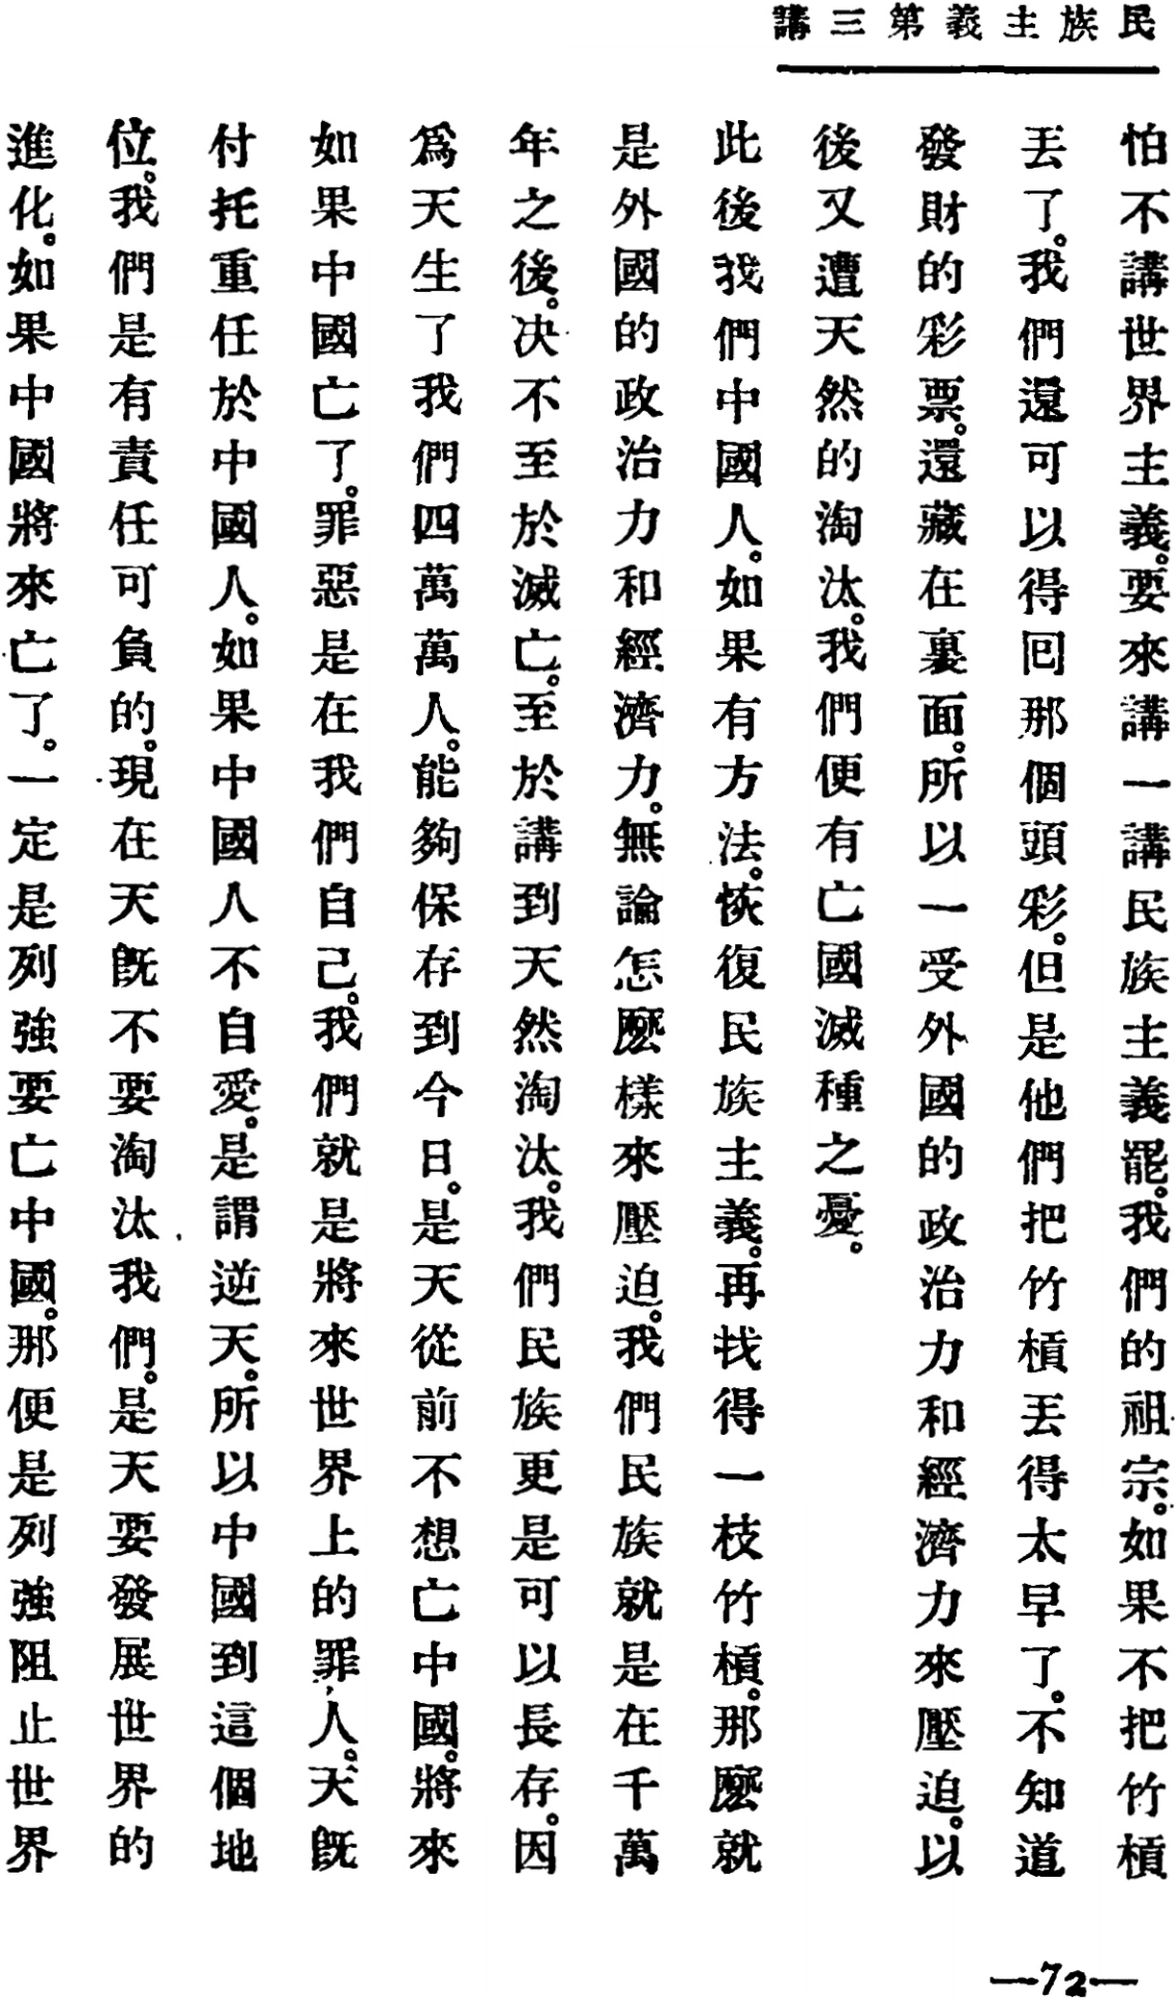 民族主義第三講
怕不講世界主義。要來講一講民族主義罷。我們的祖宗。如果不把竹槓
丟了。我們還可以得回那個頭彩。但是他們把竹槓丟得太早了。不知道
發財的彩票。還藏在裏面。所以一受外國的政治力和經濟力來壓迫。以
後又遭天然的淘汰。我們便有亡國滅種之憂。
此後我們中國人。如果有方法。恢復民族主義。再找得一枝竹槓。那麼就
是外國的政治力和經濟力。無論怎麼樣來壓迫。我們民族就是在千萬
年之後。决不至於滅亡。至於講到天然淘汰。我們民族更是可以長存。因
爲天生了我們四萬萬人。能夠保存到今日。是天從前不想亡中國。將來
如果中國亡了。罪惡是在我們自己。我們就是將來世界上的罪人。天既
付托重任於中國人。如果中國人不自愛。是謂逆天。所以中國到這個地
位。我們是有責任可負的。現在天既不要淘汰我們。是天要發展世界的
進化。如果中國將來亡了。一定是列強要亡中國。那便是列強阻止世界
—72—